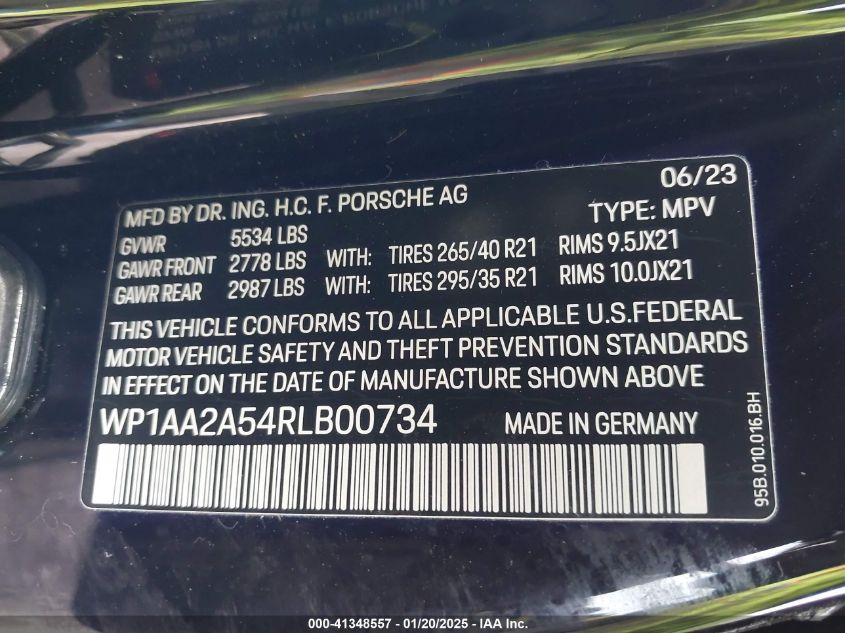 06/23
MFD BY DR. ING. H.C. F. PORSCHE AG
TYPE: MPV
GVWR 5534 LBS
GAWR FRONT 2778 LBS WITH: TIRES 265/40 R21 RIMS 9.5JX21
GAWR REAR 2987 LBS WITH: TIRES 295/35 R21 RIMS 10.0JX21
THIS VEHICLE CONFORMS TO ALL APPLICABLE U.S.FEDERAL
MOTOR VEHICLE SAFETY AND THEFT PREVENTION STANDARDS
IN EFFECT ON THE DATE OF MANUFACTURE SHOWN ABOVE
WP1AA2A54RLB00734 MADE IN GERMANY
95B.010.016.BH
000-41348557 - 01/20/2025 - IAA Inc.